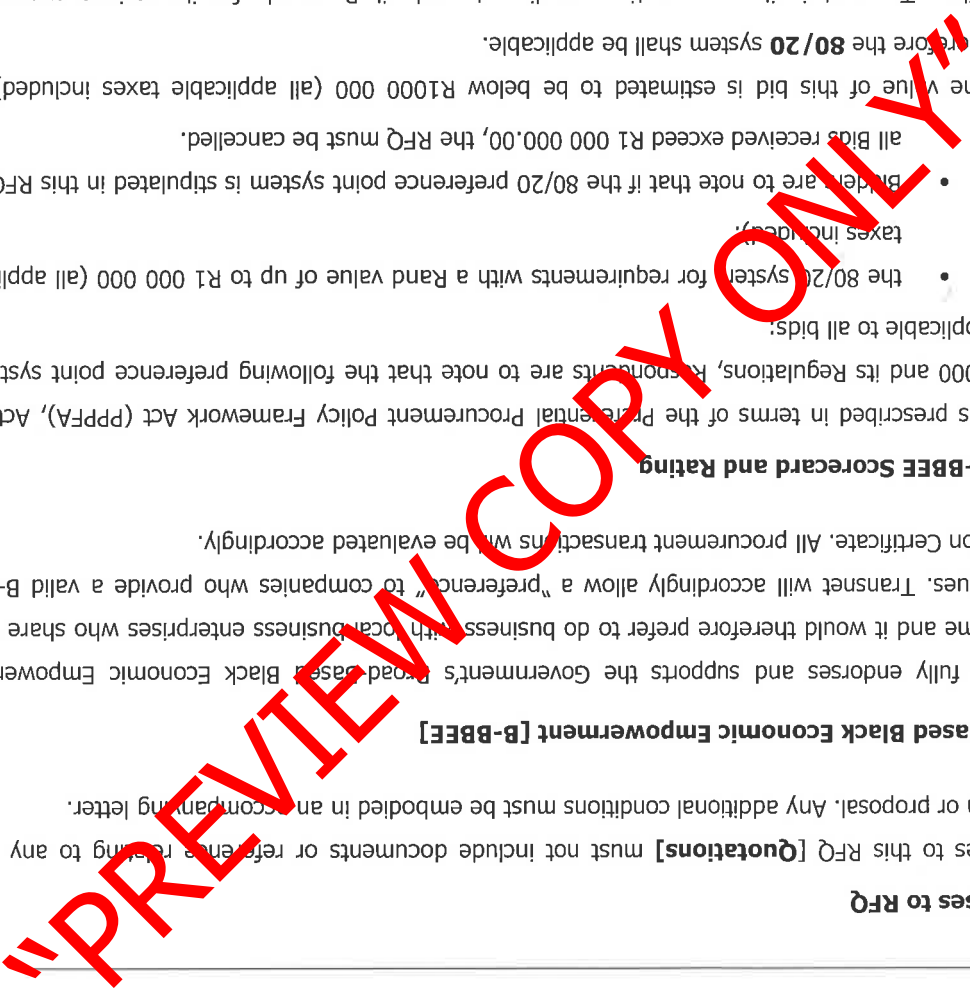 ses to RFQ
es to this RFQ [Quotations] must not include documents or reference relating to any
or proposal. Any additional conditions must be embodied in an accompanying letter.
ased Black Economic Empowerment [B-BBEE]
fully endorses and supports the Government's Broad-Based Black Economic Empower
me and it would therefore prefer to do business with local business enterprises who share
ues. Transnet will accordingly allow a "preference" to companies who provide a valid B-
on Certificate. All procurement transactions will be evaluated accordingly.
-BBEE Scorecard and Rating
s prescribed in terms of the Preferential Procurement Policy Framework Act (PPPFA), Act
000 and its Regulations, Respondents are to note that the following preference point syst
pplicable to all bids:
• the 80/20 system for requirements with a Rand value of up to R1 000 000 (all appli
taxes included).
• Bidders are to note that if the 80/20 preference point system is stipulated in this RFQ
all Bids received exceed R1 000 000.00, the RFQ must be cancelled.
he value of this bid is estimated to be below R1000 000 (all applicable taxes included)
erefore the 80/20 system shall be applicable.
"PREVIEW COPY ONLY"